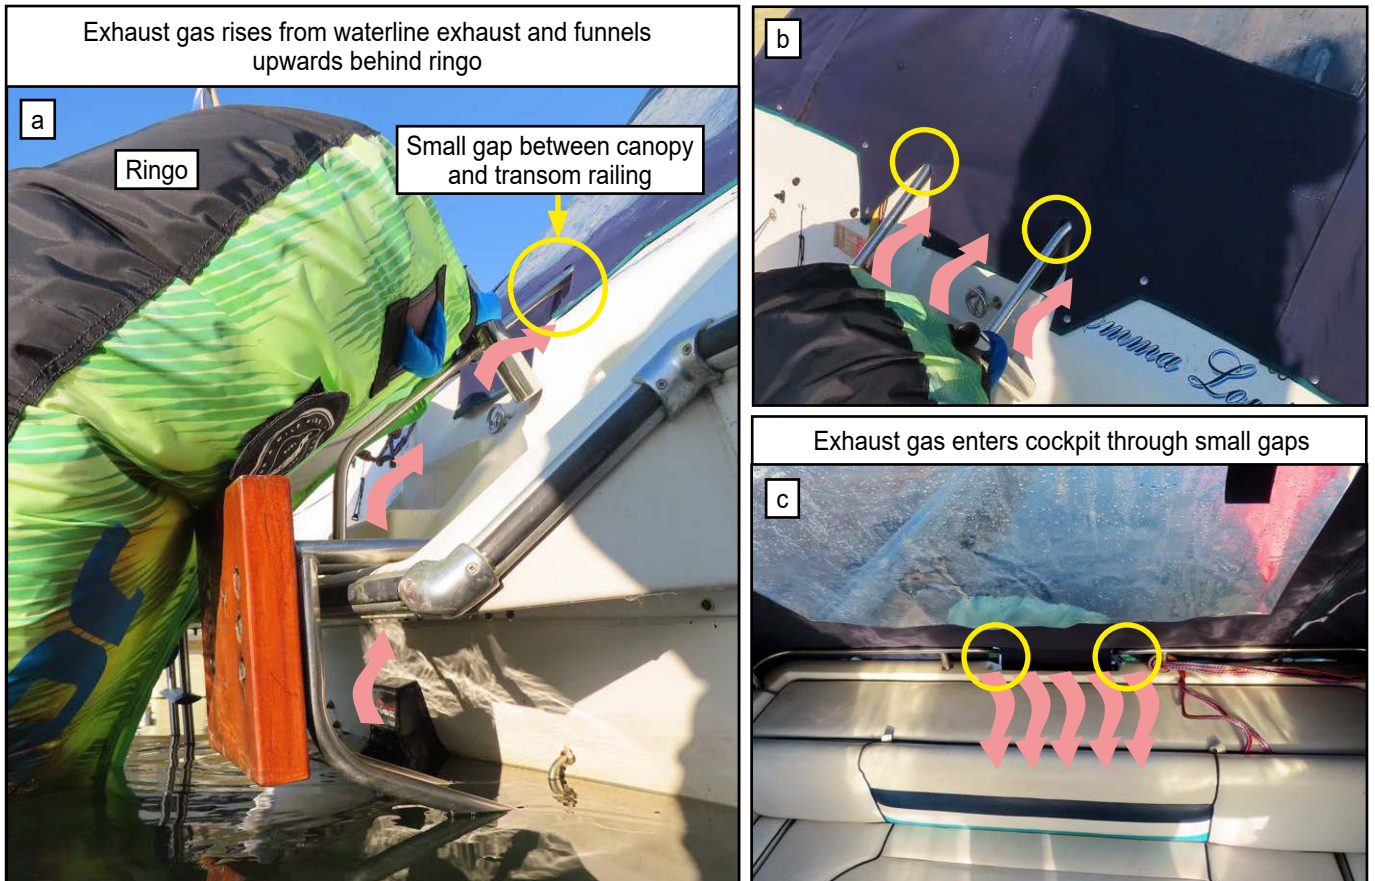 Exhaust gas rises from waterline exhaust and funnels
upwards behind ringo
a
Ringo
Small gap between canopy
and transom railing
b
Exhaust gas enters cockpit through small gaps
c